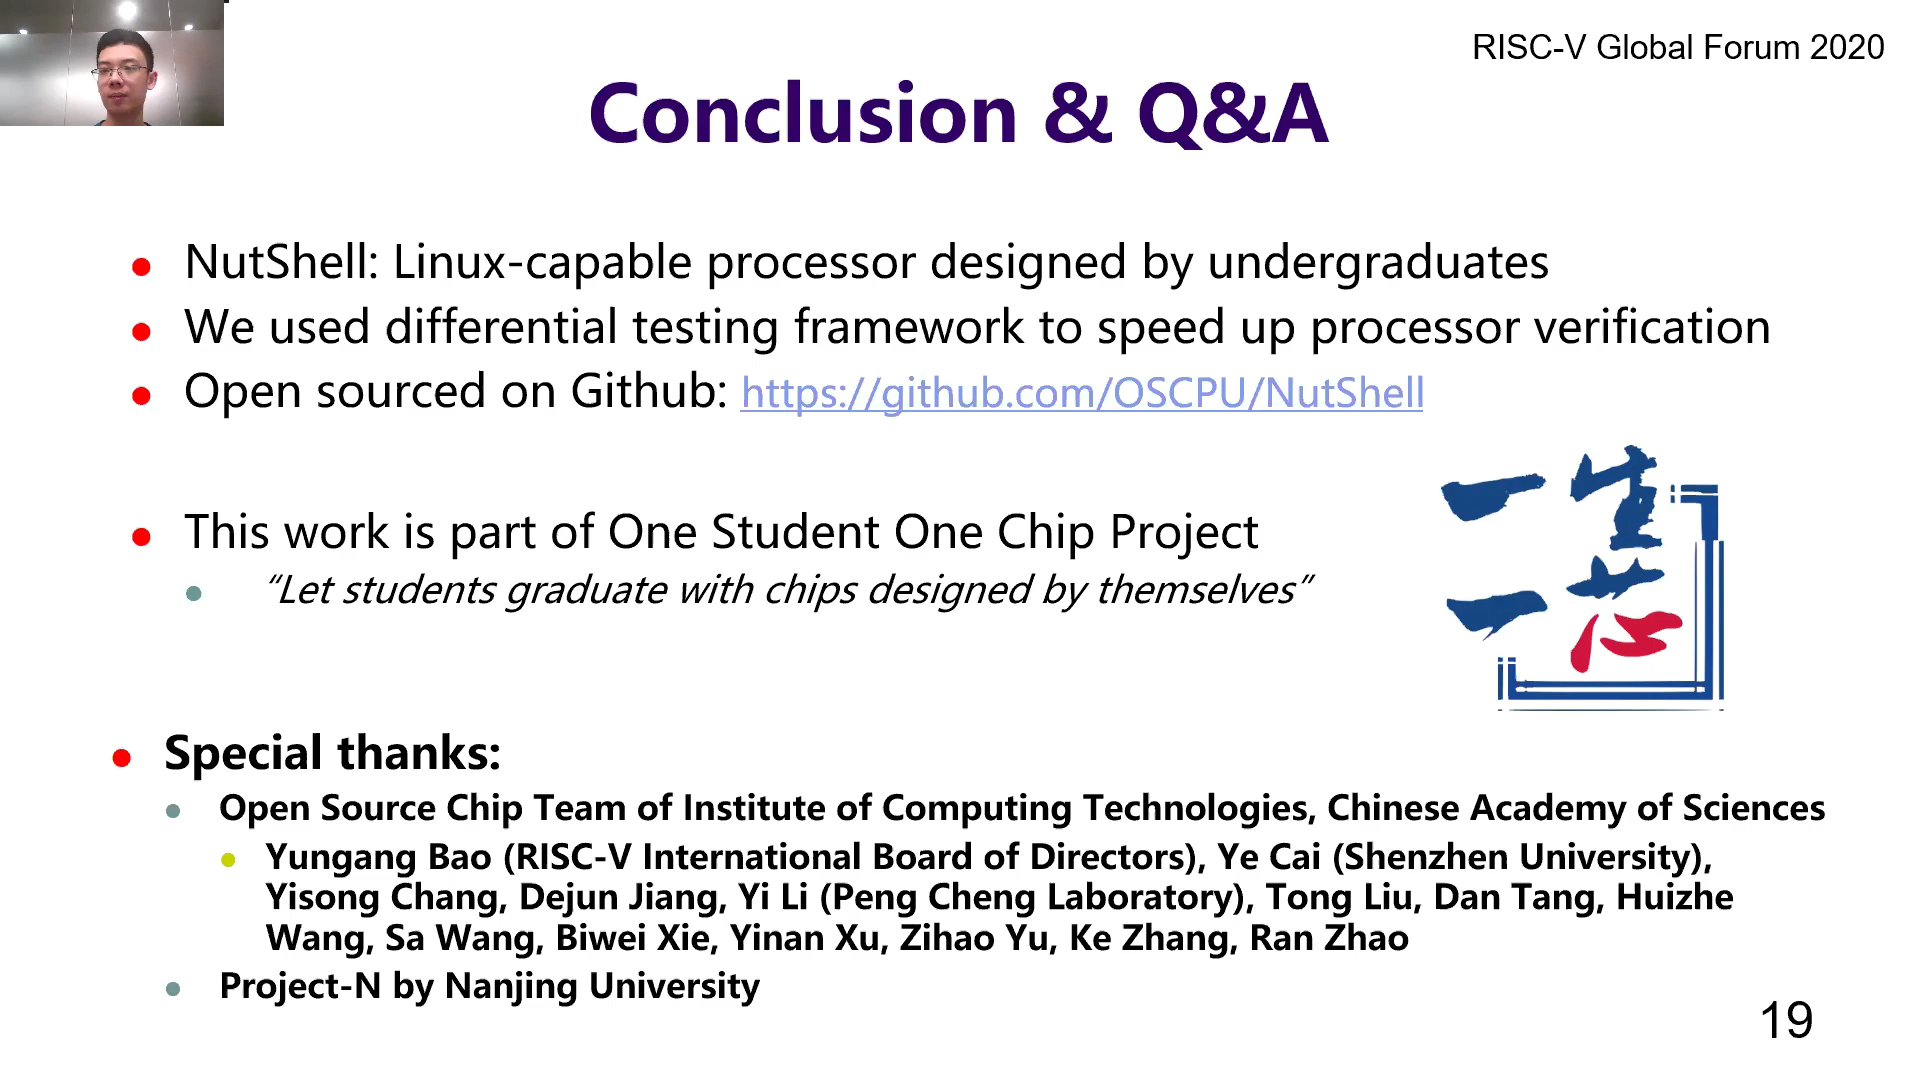 RISC-V Global Forum 2020
Conclusion & Q&A
NutShell: Linux-capable processor designed by undergraduates
We used differential testing framework to speed up processor verification
Open sourced on Github: https://github.com/OSCPU/NutShell
This work is part of One Student One Chip Project
“Let students graduate with chips designed by themselves”
一生
一芯
Special thanks:
Open Source Chip Team of Institute of Computing Technologies, Chinese Academy of Sciences
Yungang Bao (RISC-V International Board of Directors), Ye Cai (Shenzhen University),
Yisong Chang, Dejun Jiang, Yi Li (Peng Cheng Laboratory), Tong Liu, Dan Tang, Huizhe
Wang, Sa Wang, Biwei Xie, Yinan Xu, Zihao Yu, Ke Zhang, Ran Zhao
Project-N by Nanjing University
19